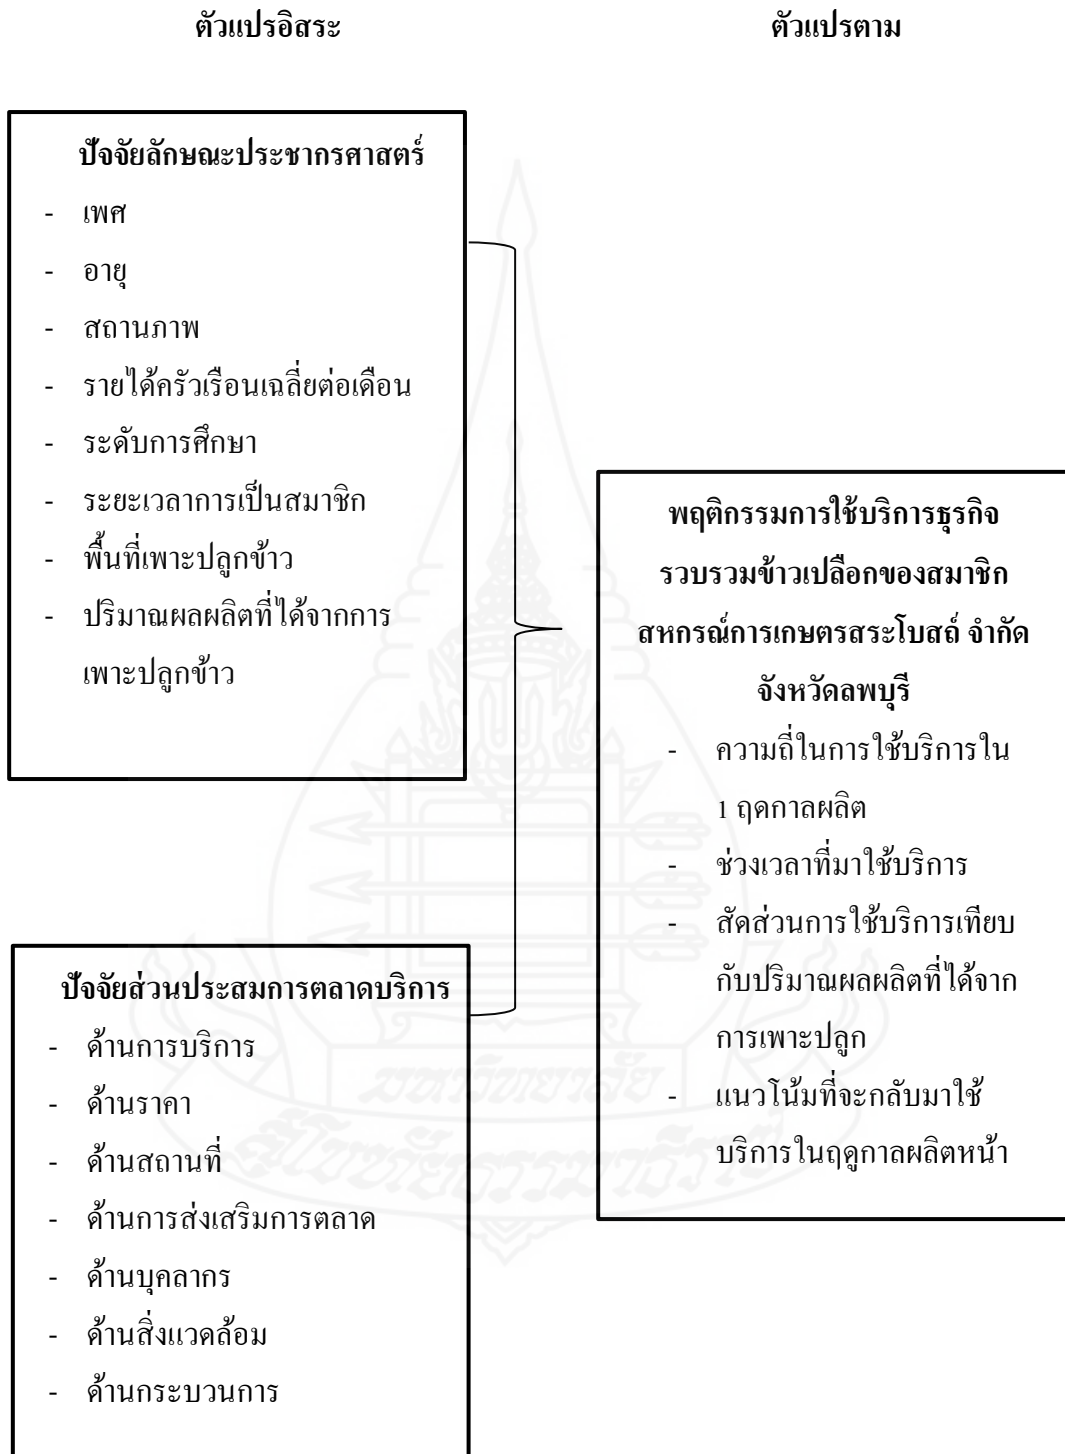 ตัวแปรอิสระ
ตัวแปรตาม
ปัจจัยลักษณะประชากรศาสตร์
- เพศ
- อายุ
- สถานภาพ
- รายได้ครัวเรือนเฉลี่ยต่อเดือน
- ระดับการศึกษา
- ระยะเวลาการเป็นสมาชิก
- พื้นที่เพาะปลูกข้าว
- ปริมาณผลผลิตที่ได้จากการ
เพาะปลูกข้าว
ปัจจัยส่วนประสมการตลาดบริการ
- ด้านการบริการ
- ด้านราคา
- ด้านสถานที่
- ด้านการส่งเสริมการตลาด
- ด้านบุคลากร
- ด้านสิ่งแวดล้อม
- ด้านกระบวนการ
พฤติกรรมการใช้บริการธุรกิจ
รวบรวมข้าวเปลือกของสมาชิก
สหกรณ์การเกษตรสระโบสถ์ จำกัด
จังหวัดลพบุรี
- ความถี่ในการใช้บริการใน
1 ฤดกาลผลิต
- ช่วงเวลาที่มาใช้บริการ
- สัดส่วนการใช้บริการเทียบ
กับปริมาณผลผลิตที่ได้จาก
การเพาะปลูก
- แนวโน้มที่จะกลับมาใช้
บริการในฤดูกาลผลิตหน้า
มหาวิทยาลัย
สุโขทัยธรรมาธิราช